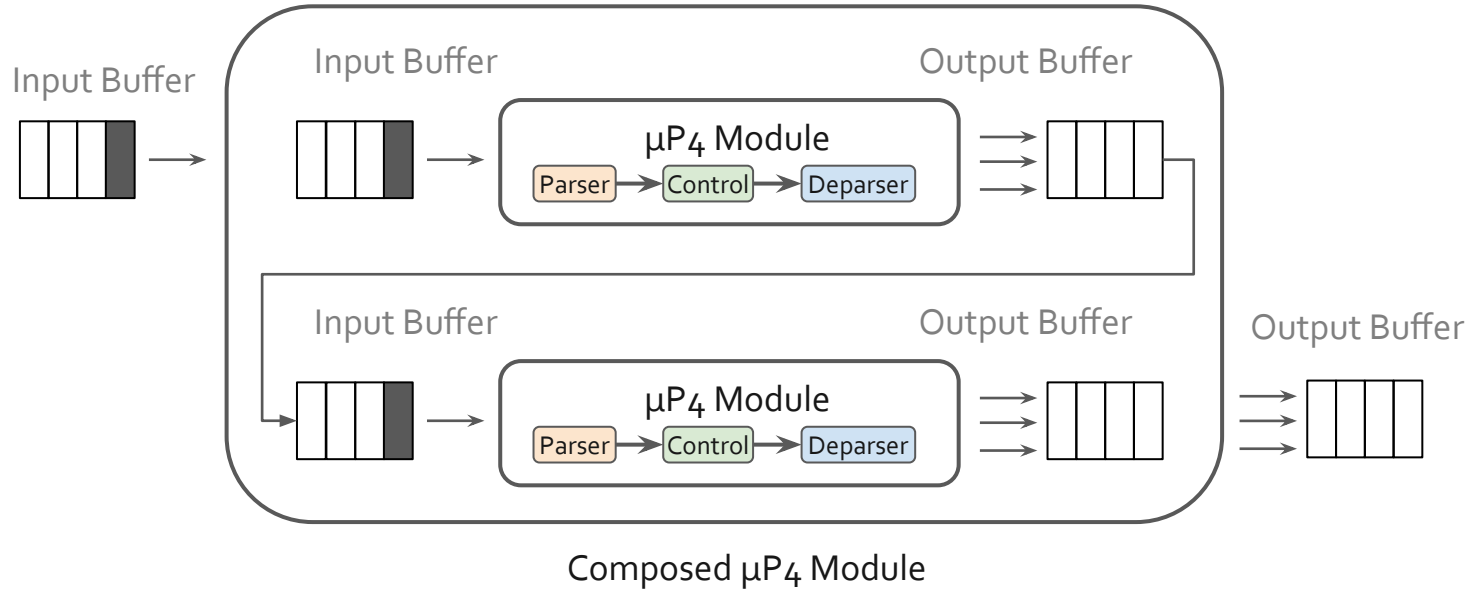 Input Buffer
Input Buffer
Output Buffer
µP4 Module
Parser
Control
Deparser
Input Buffer
Output Buffer
Output Buffer
µP4 Module
Parser
Control
Deparser
Composed µP4 Module